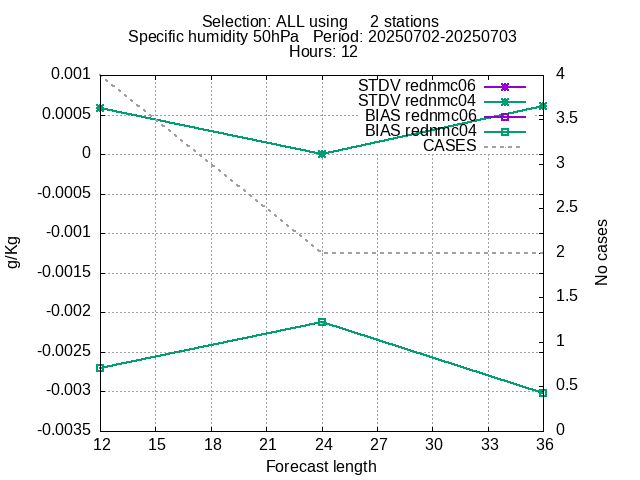 Selection: ALL using     2 stations
Specific humidity 50hPa   Period: 20250702-20250703
Hours: 12
STDV rednmc06
STDV rednmc04
BIAS rednmc06
BIAS rednmc04
CASES
0.001
0.0005
0
-0.0005
-0.001
-0.0015
-0.002
-0.0025
-0.003
-0.0035
g/Kg
4
3.5
3
2.5
2
1.5
1
0.5
0
No cases
12 15 18 21 24 27 30 33 36
Forecast length